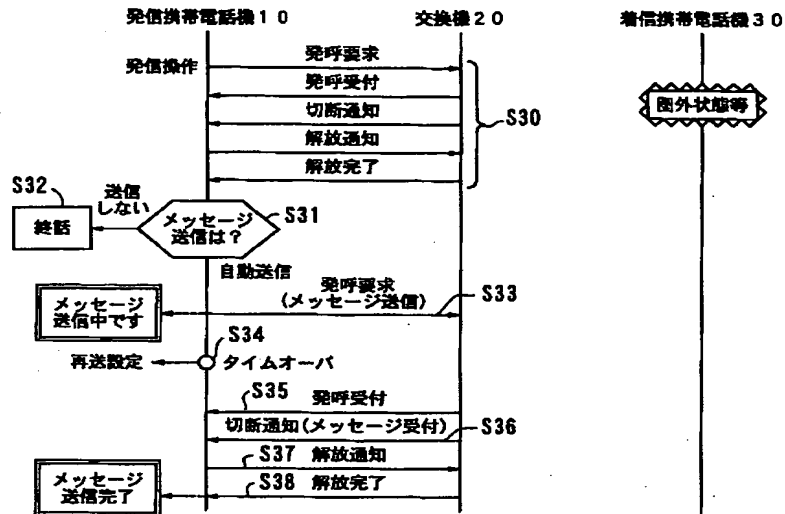 発信携帯電話機10
交換機20
着信携帯電話機30
発信操作
発呼要求
発呼受付
切断通知
解放通知
解放完了
S30
圏外状態等
S32
送信
しない
終話
メッセージ
送信は?
S31
自動送信
発呼要求
(メッセージ送信)
S33
メッセージ
送信中です
S34
再送設定
タイムオーバ
S35
発呼受付
切断通知(メッセージ受付)
S36
S37 解放通知
S38 解放完了
メッセージ
送信完了